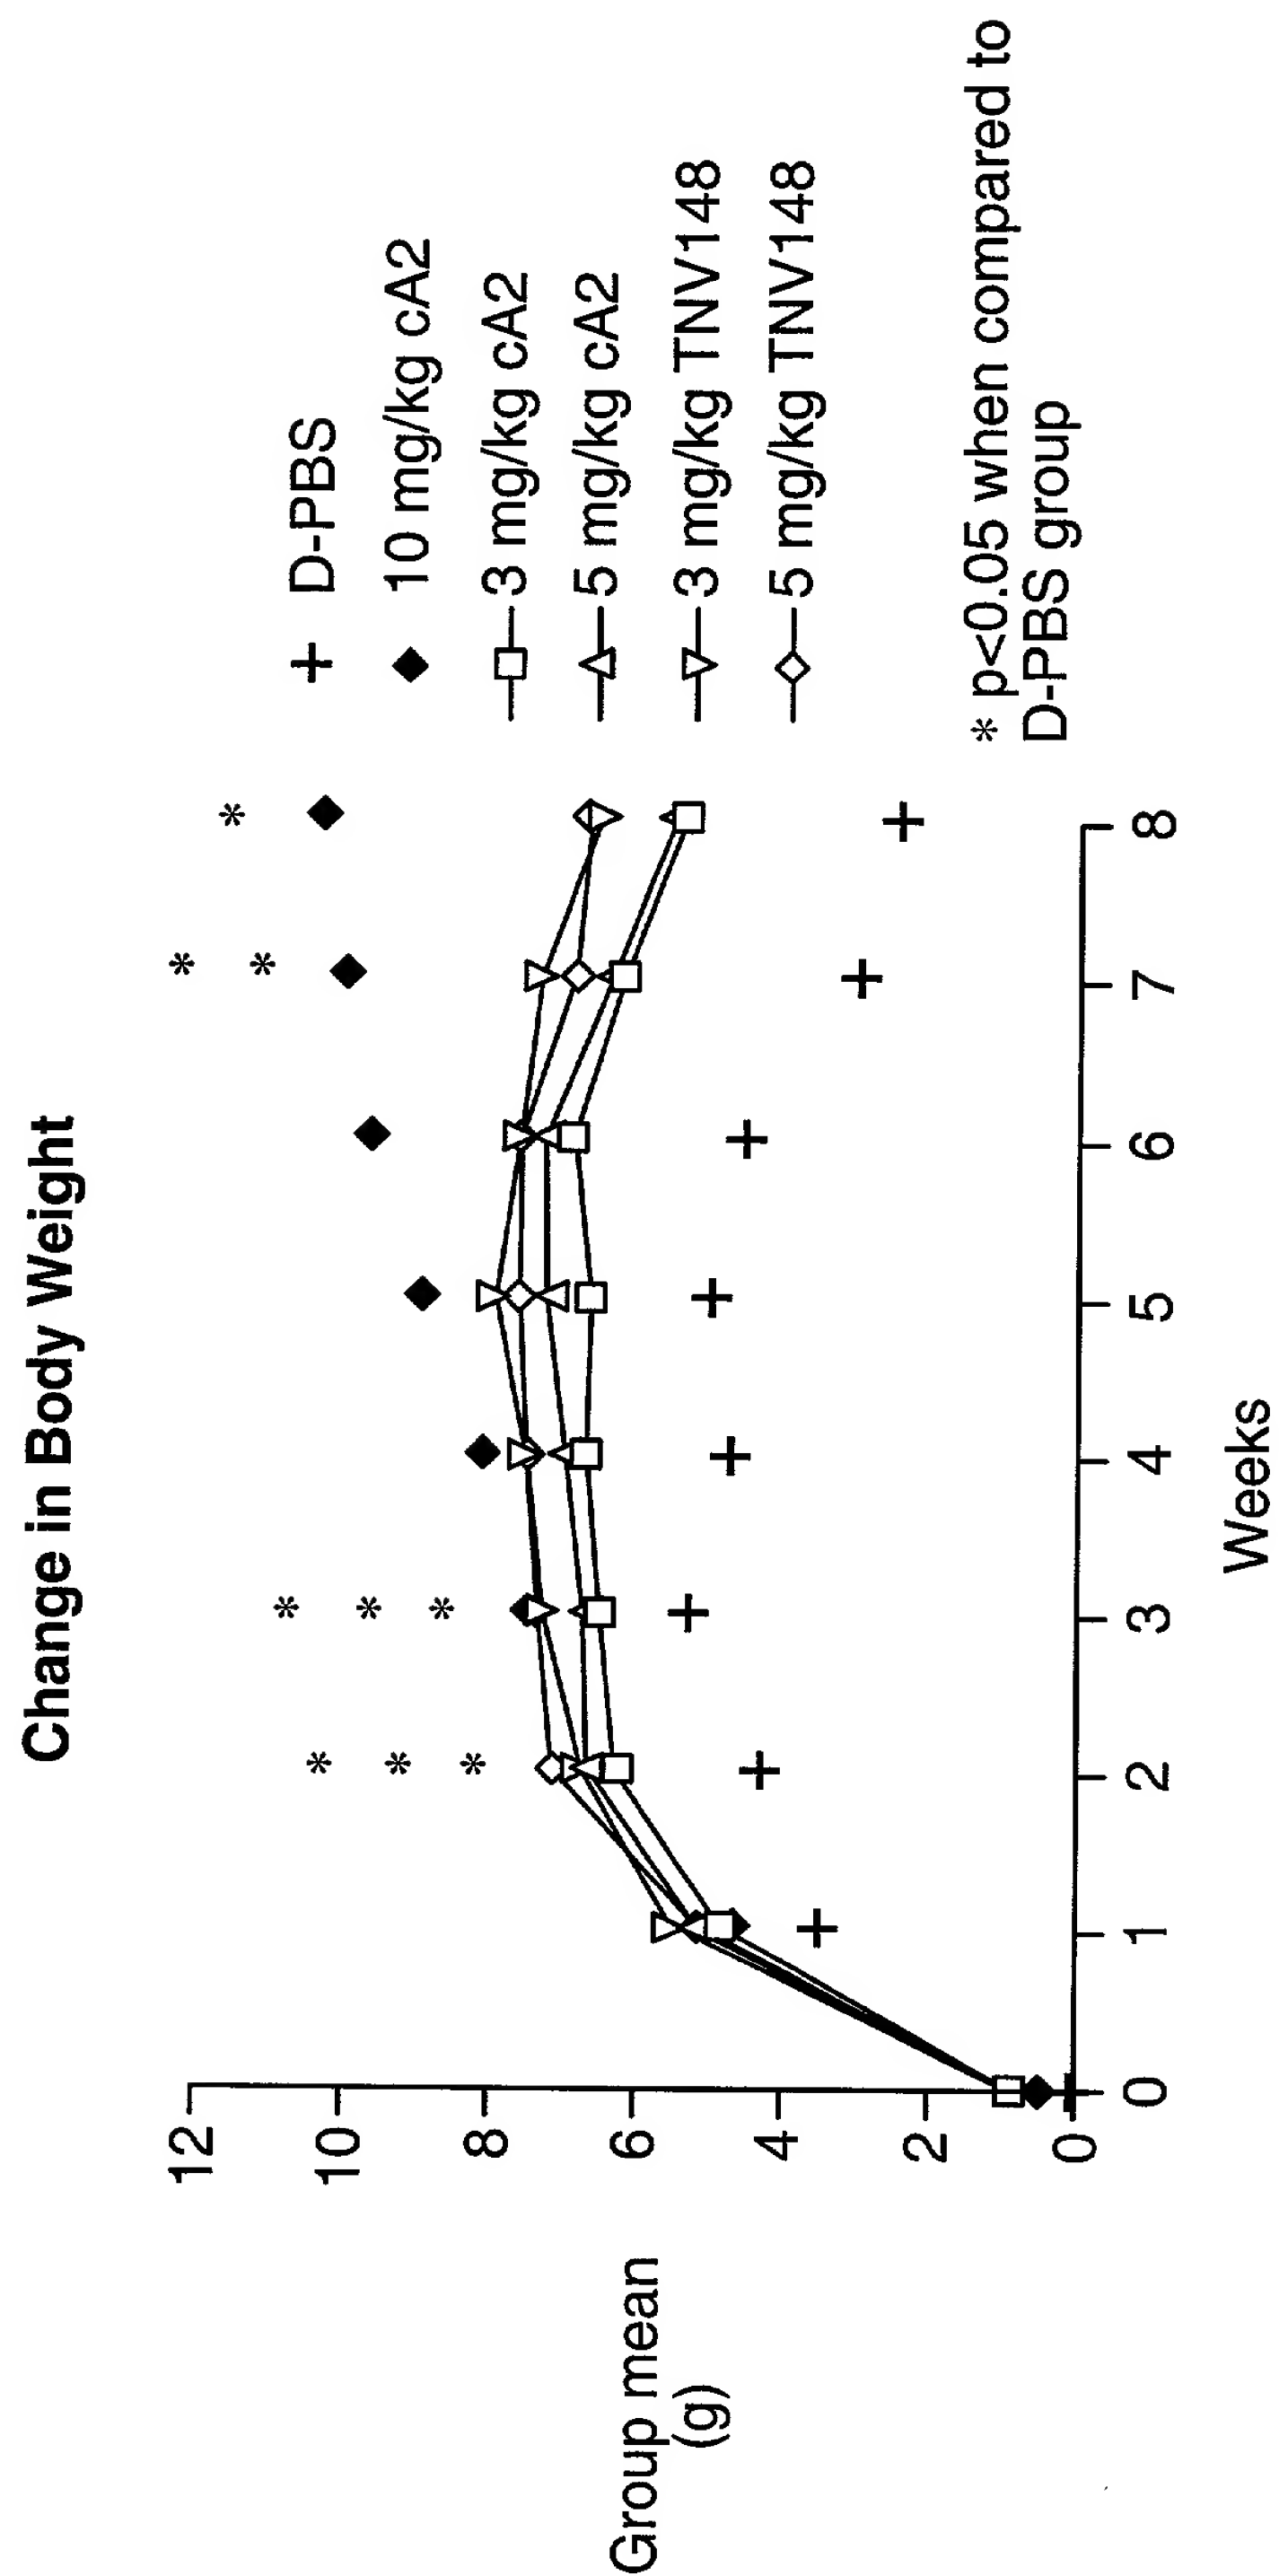 Change in Body Weight
12
10
8
6
4
2
0
Group mean
(g)
0
1
2
3
4
5
6
7
8
Weeks
* * *
* * *
* *
*
D-PBS
10 mg/kg cA2
3 mg/kg cA2
5 mg/kg cA2
3 mg/kg TNV148
5 mg/kg TNV148
* p<0.05 when compared to
D-PBS group